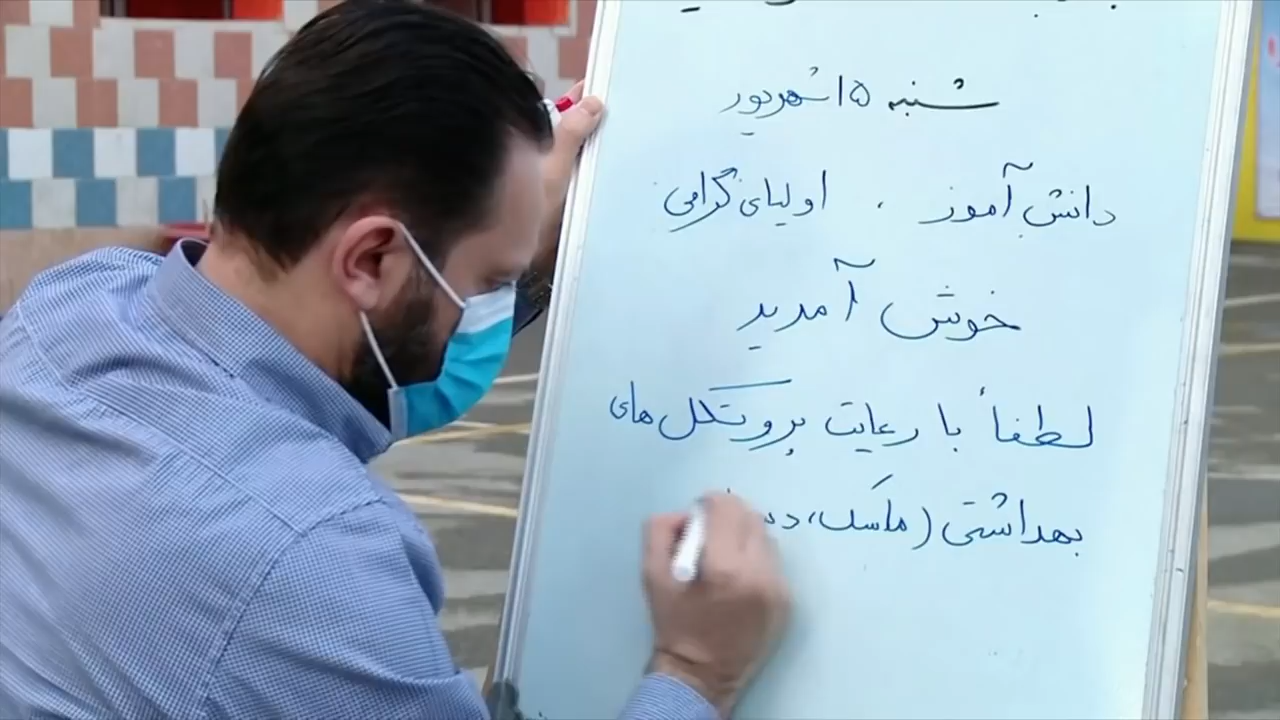 شنبه ۱۵ شهریور
دانش آموز ، اولیای گرامی
خوش آمدید
لطفاً با رعایت پروتکل های
بهداشتی (ماسک،